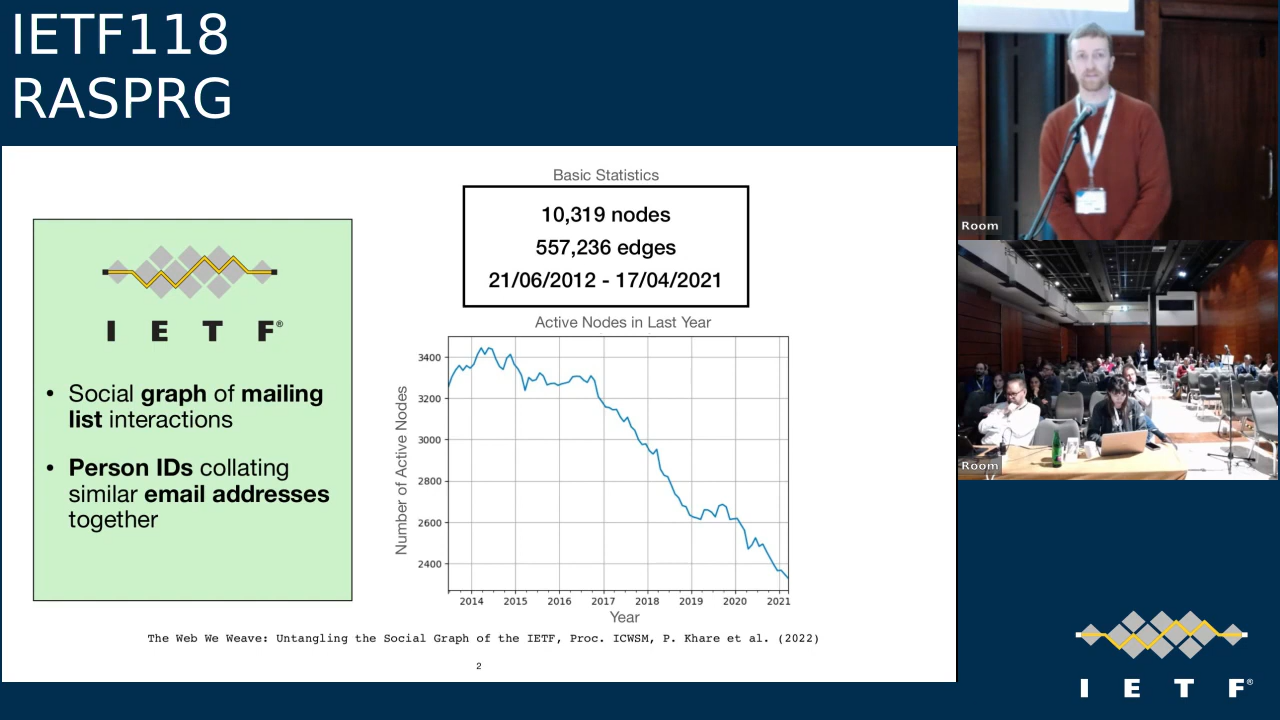 IETF118
RASPRG
Basic Statistics
10,319 nodes
557,236 edges
21/06/2012 - 17/04/2021
I E T F®
• Social graph of mailing
list interactions
• Person IDs collating
similar email addresses
together
Active Nodes in Last Year
Number of Active Nodes
3400
3200
3000
2800
2600
2400
2014 2015 2016 2017 2018 2019 2020 2021
Year
The Web We Weave: Untangling the Social Graph of the IETF, Proc. ICWSM, P. Khare et al. (2022)
2
Room
Room
I E T F®